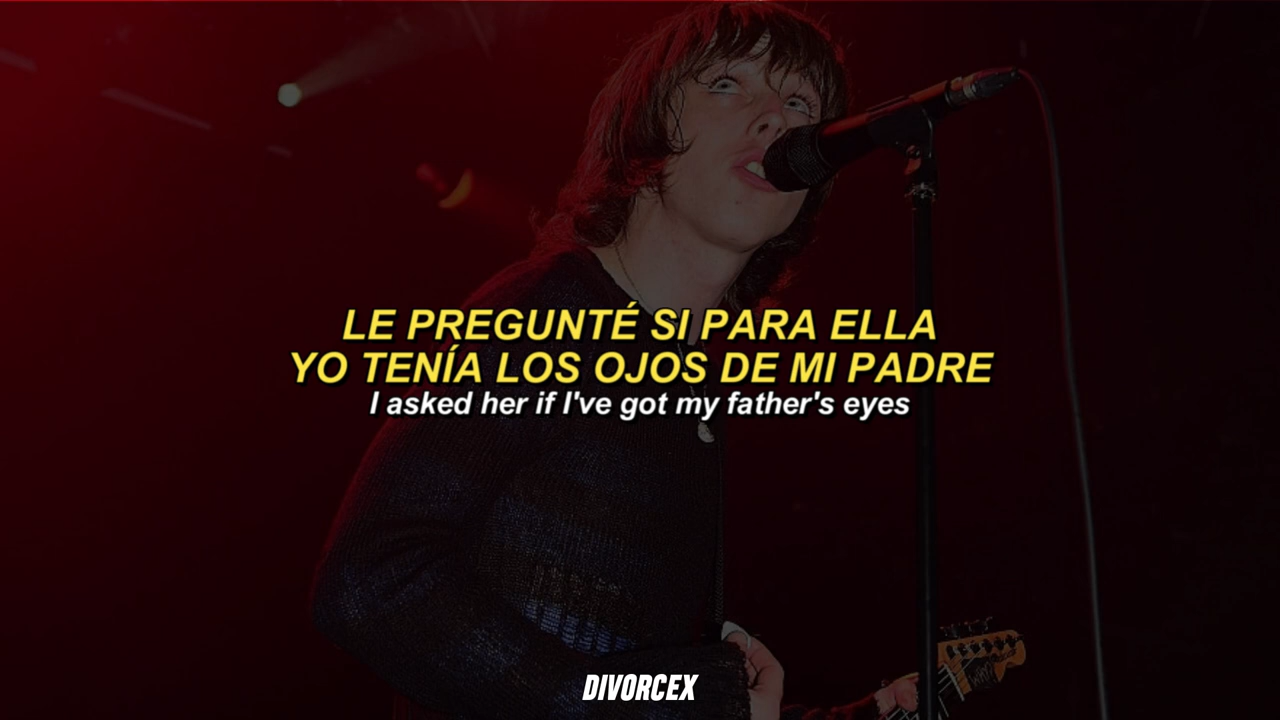 LE PREGUNTÉ SI PARA ELLA
YO TENÍA LOS OJOS DE MI PADRE
I asked her if I've got my father's eyes
DIVORCEX